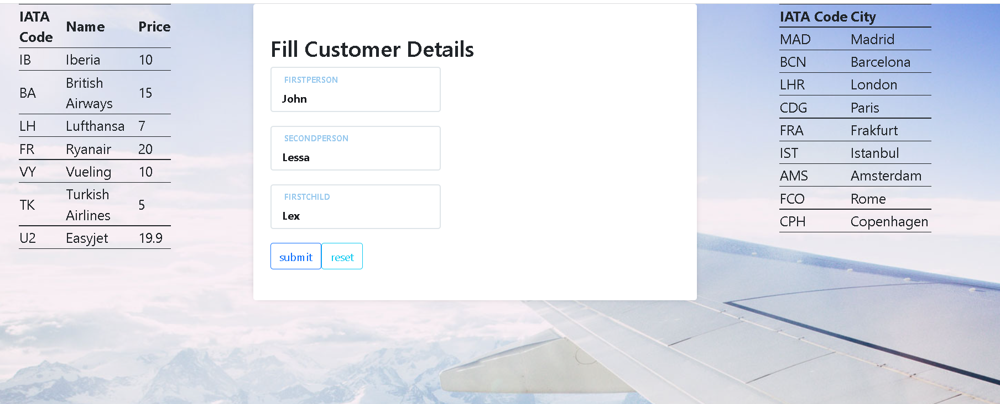 IATA
Code Name Price
IB Iberia 10
BA British
Airways 15
LH Lufthansa 7
FR Ryanair 20
VY Vueling 10
TK Turkish
Airlines 5
U2 Easyjet 19.9
Fill Customer Details
FIRSTPERSON
John
SECONDPERSON
Lessa
FIRSTCHILD
Lex
submit reset
IATA Code City
MAD Madrid
BCN Barcelona
LHR London
CDG Paris
FRA Frakfurt
IST Istanbul
AMS Amsterdam
FCO Rome
CPH Copenhagen